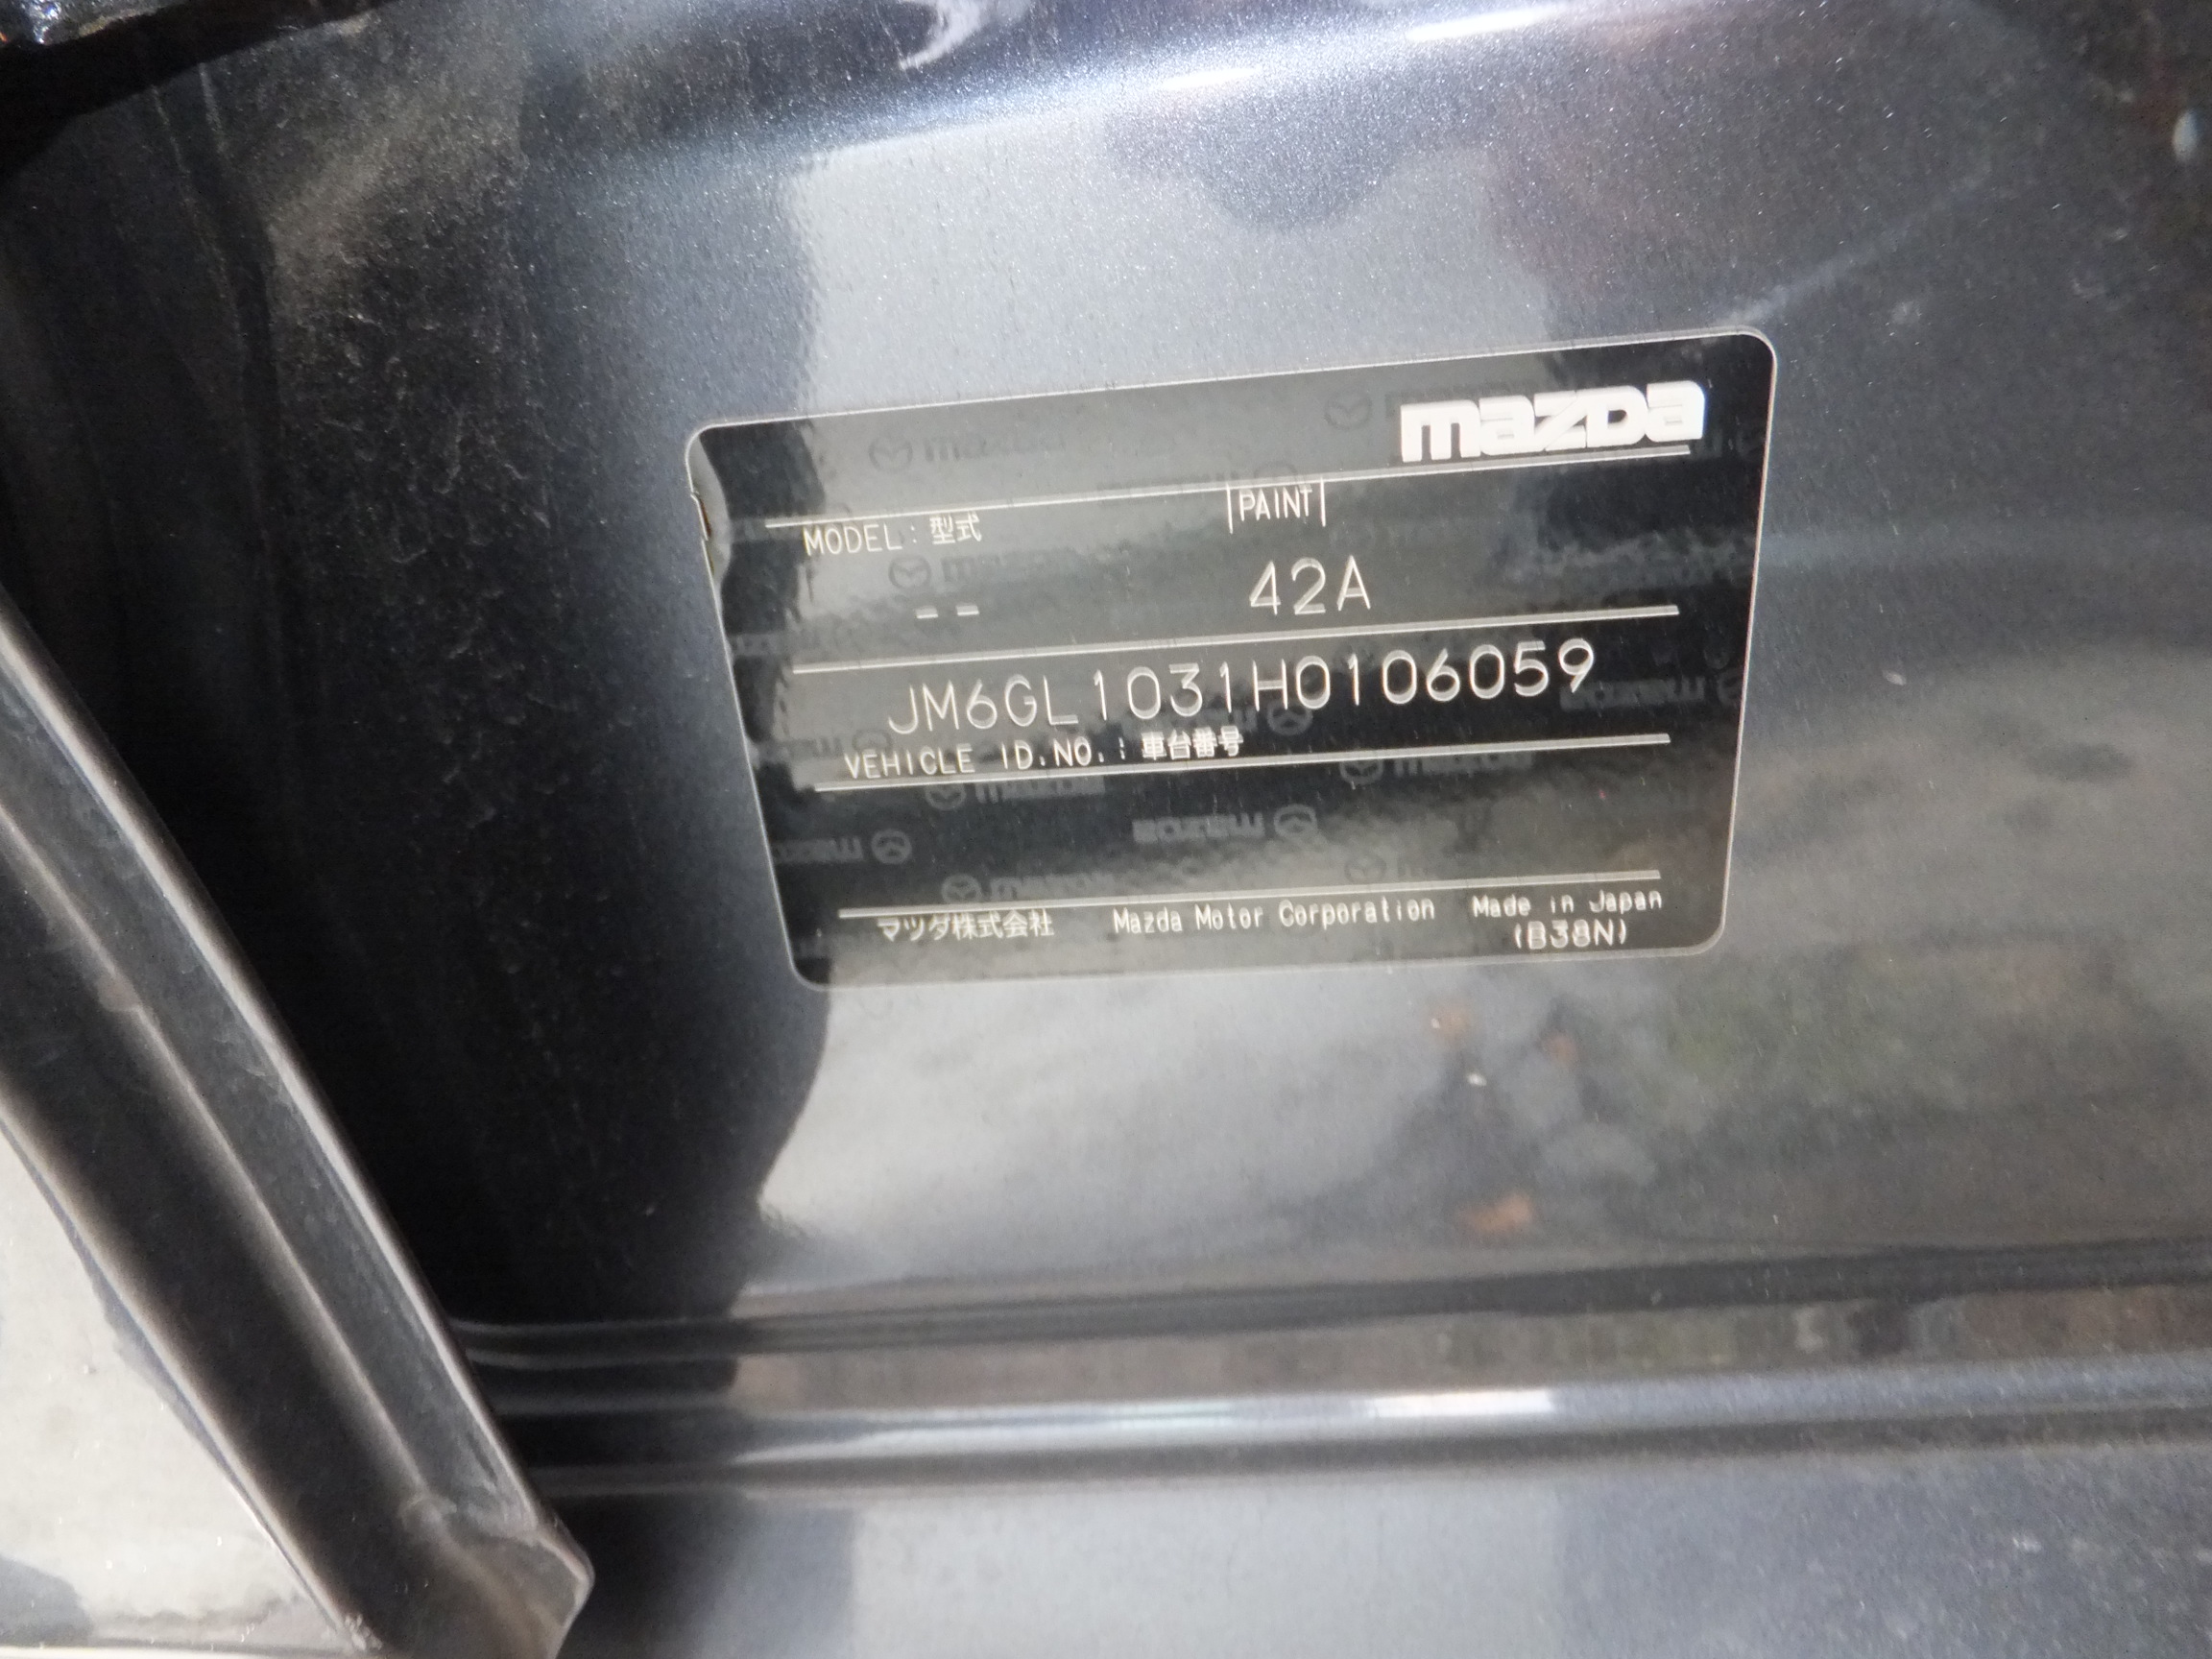 mazda
MODEL: 型式 PAINT
-- 42A
JM6GL1031H0106059
VEHICLE ID.NO.: 車台番号
マツダ株式会社 Mazda Motor Corporation Made in Japan
(B38N)